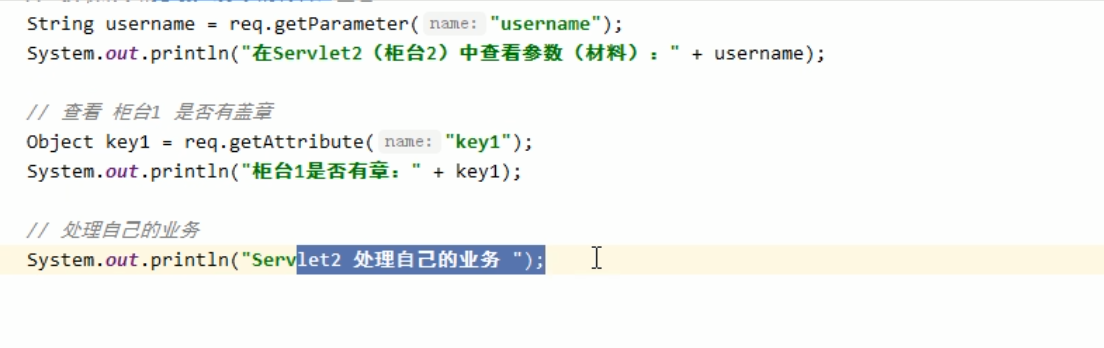 String username = req.getParameter( name: "username");
System.out.println("在Servlet2（柜台2）中查看参数（材料）：" + username);
// 查看 柜台1 是否有盖章
Object key1 = req.getAttribute( name: "key1");
System.out.println("柜台1是否有章：" + key1);
// 处理自己的业务
System.out.println("Servlet2 处理自己的业务 ");